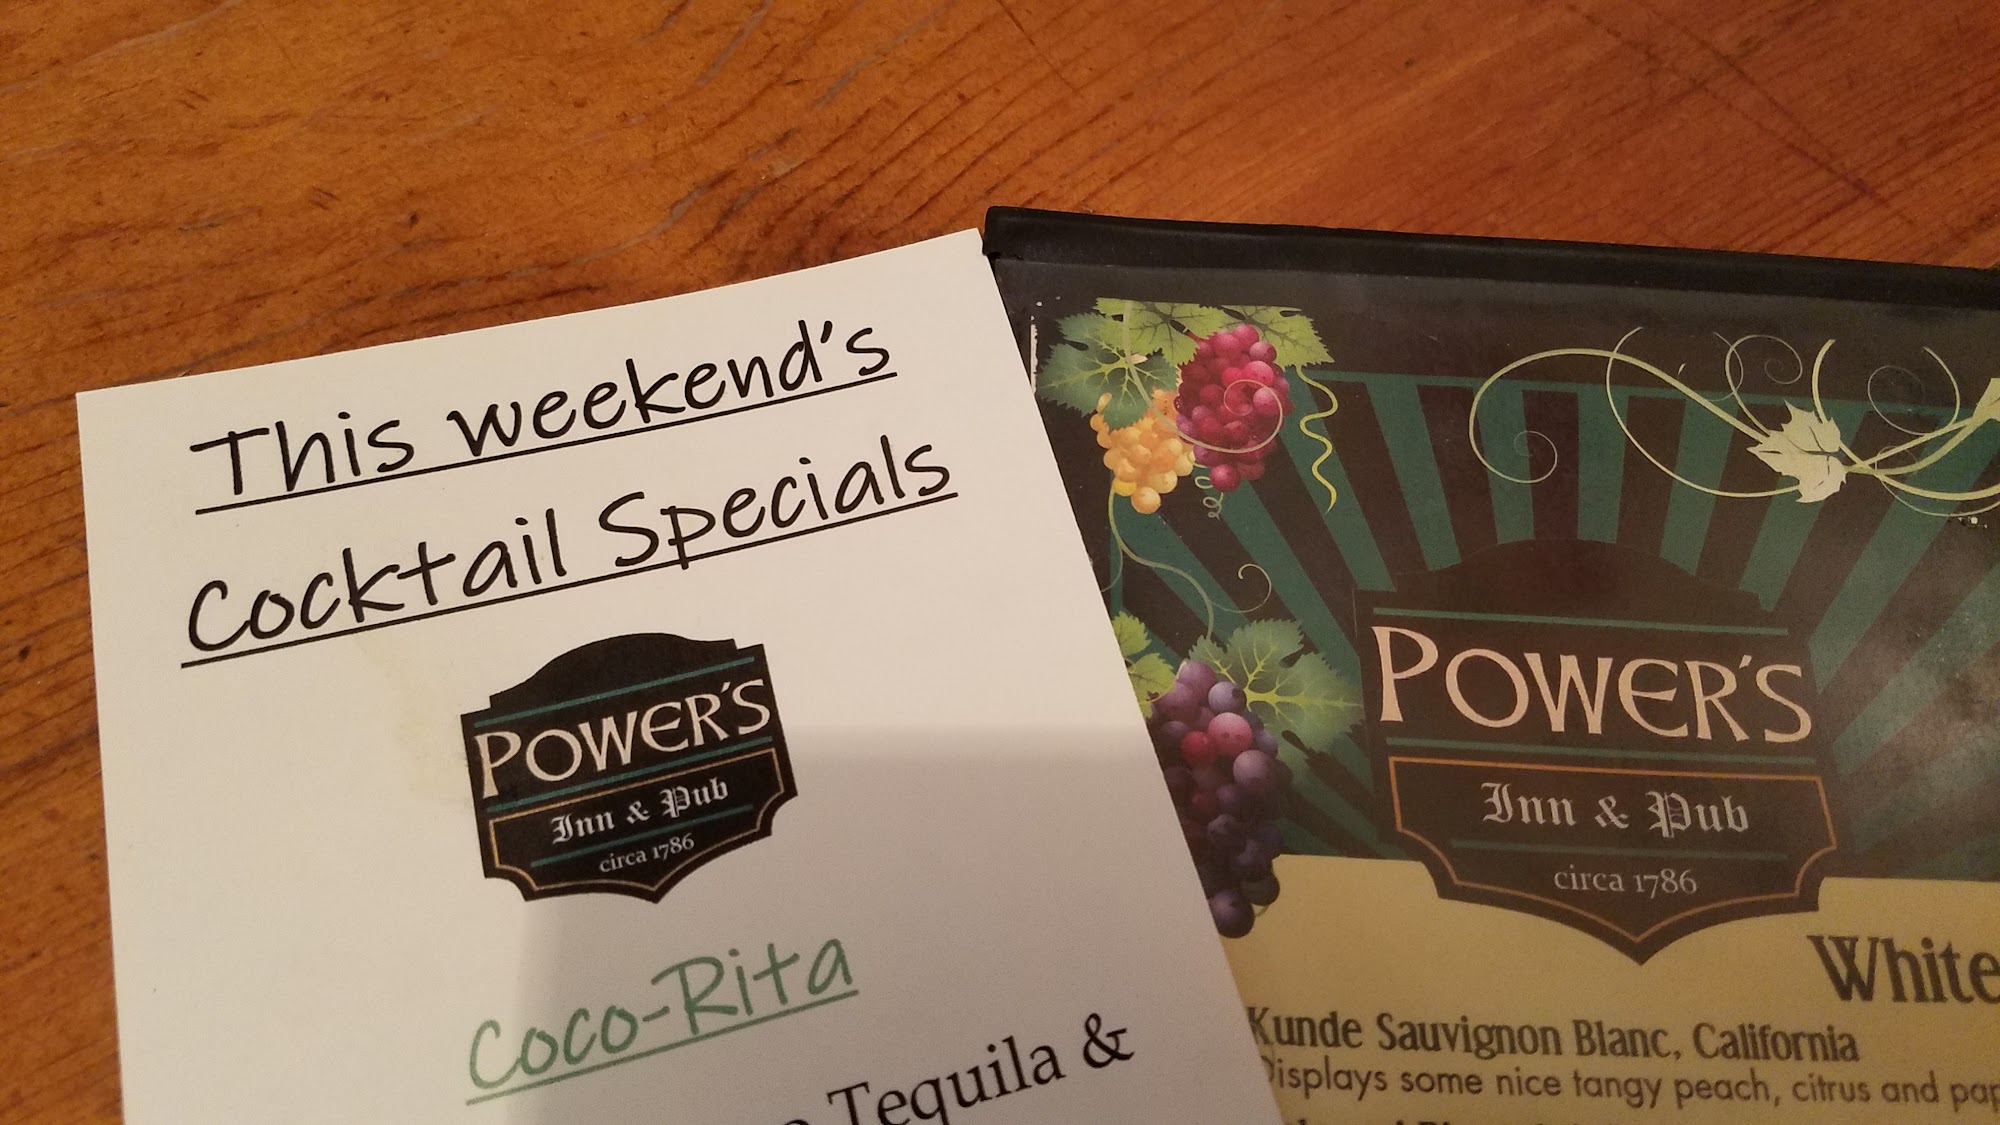 This weekend's
Cocktail Specials
POWER'S
Inn & Pub
circa 1786
Coco-Rita
Tequila &
POWER'S
Inn & Pub
circa 1786
White
Kunde Sauvignon Blanc, California
Displays some nice tangy peach, citrus and